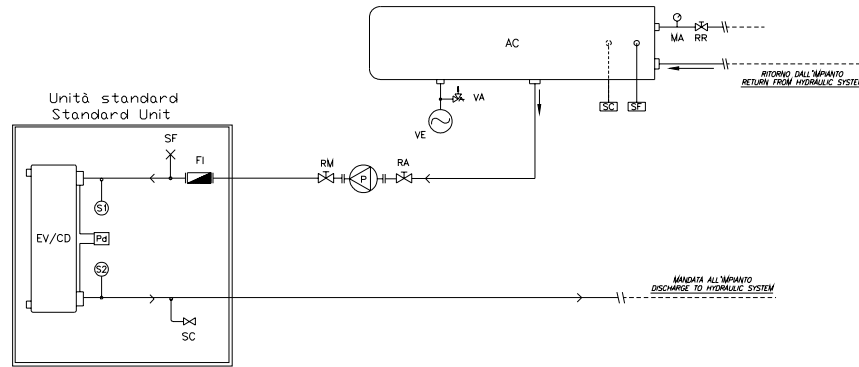 AC
MA
RR
RITORNO DALL'IMPIANTO
RETURN FROM HYDRAULIC SYSTEM
SC
SF
VA
VE
Unità standard
Standard Unit
SF
FI
RM
P
RA
S1
EV/CD
Pd
S2
MANDATA ALL'IMPIANTO
DISCHARGE TO HYDRAULIC SYSTEM
SC